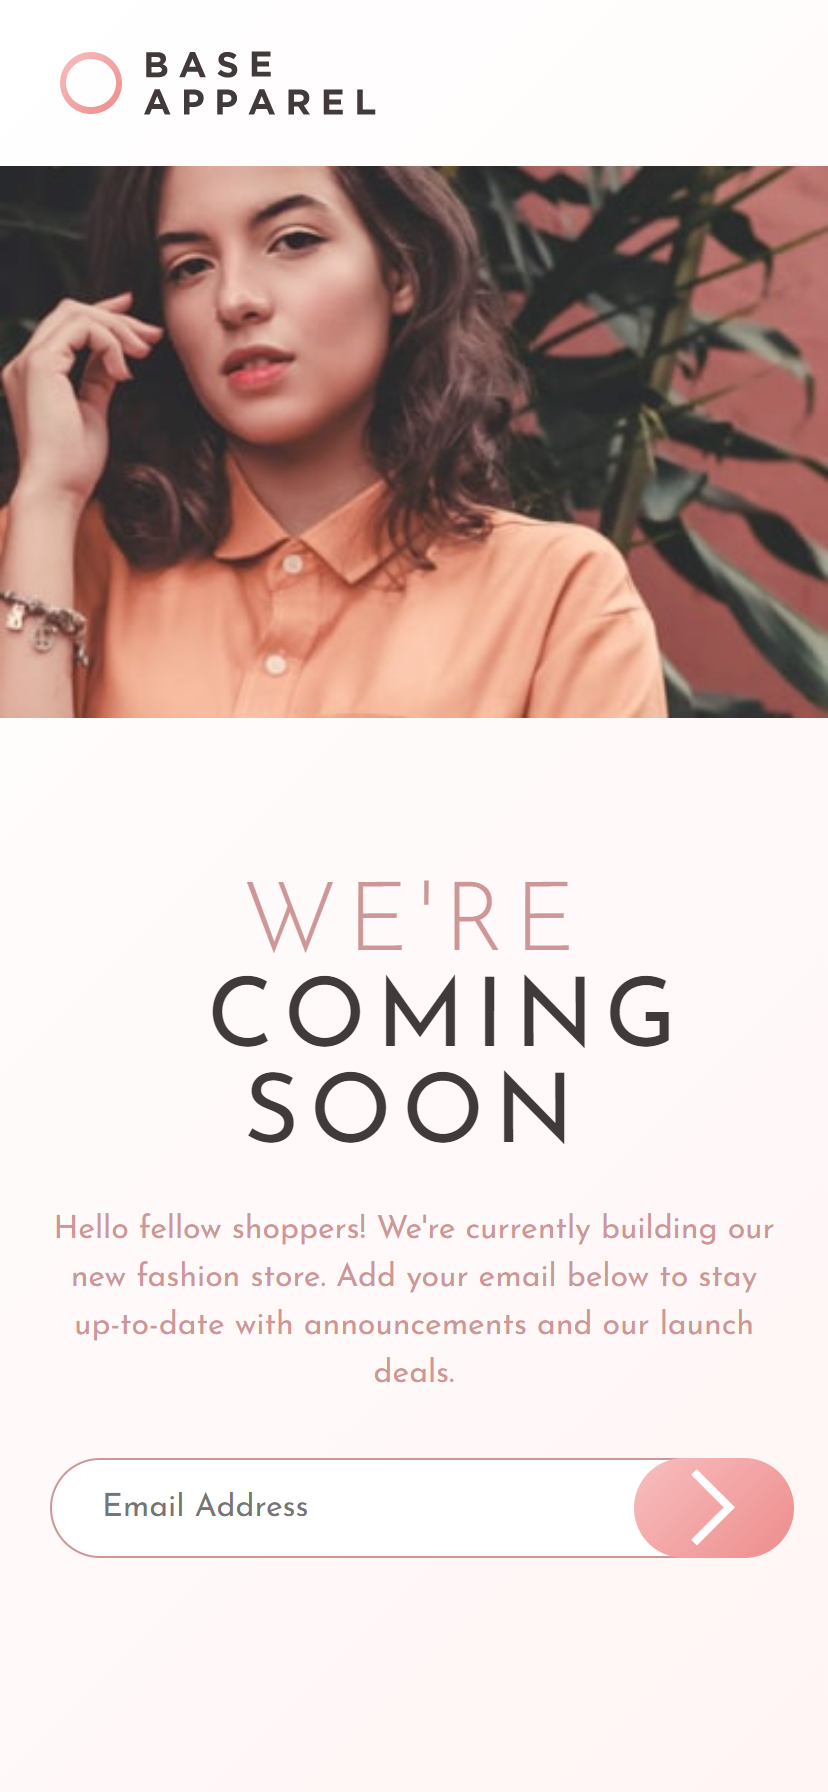 BASE
APPAREL
WE'RE
COMING
SOON
Hello fellow shoppers! We're currently building our
new fashion store. Add your email below to stay
up-to-date with announcements and our launch
deals.
Email Address